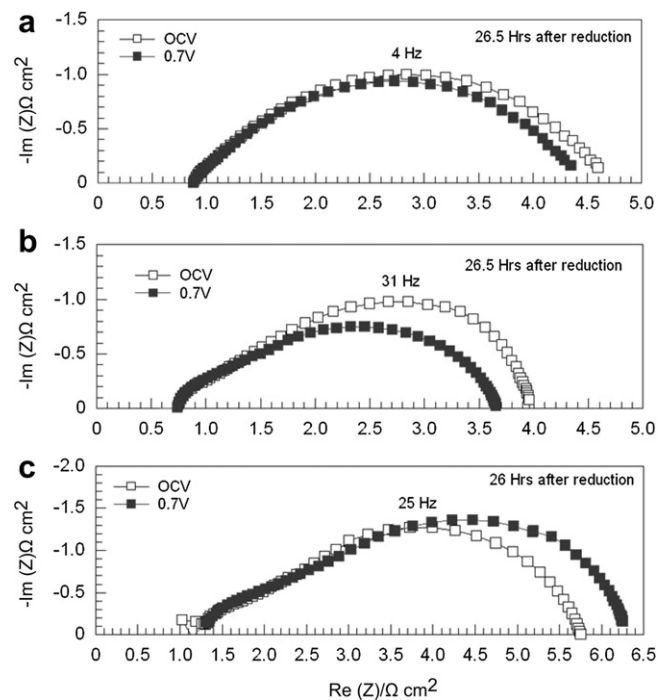 a
-1.5
-1.0
-0.5
0
OCV
0.7V
4 Hz
26.5 Hrs after reduction
0.0 0.5 1.0 1.5 2.0 2.5 3.0 3.5 4.0 4.5 5.0
-Im (Z)Ω cm2
b
-1.5
-1.0
-0.5
0
OCV
0.7V
31 Hz
26.5 Hrs after reduction
0.0 0.5 1.0 1.5 2.0 2.5 3.0 3.5 4.0 4.5 5.0
-Im (Z)Ω cm2
c
-2.0
-1.5
-1.0
-0.5
0
OCV
0.7V
25 Hz
26 Hrs after reduction
0.0 0.5 1.0 1.5 2.0 2.5 3.0 3.5 4.0 4.5 5.0 5.5 6.0 6.5
-Im (Z)Ω cm2
Re (Z)/Ω cm2